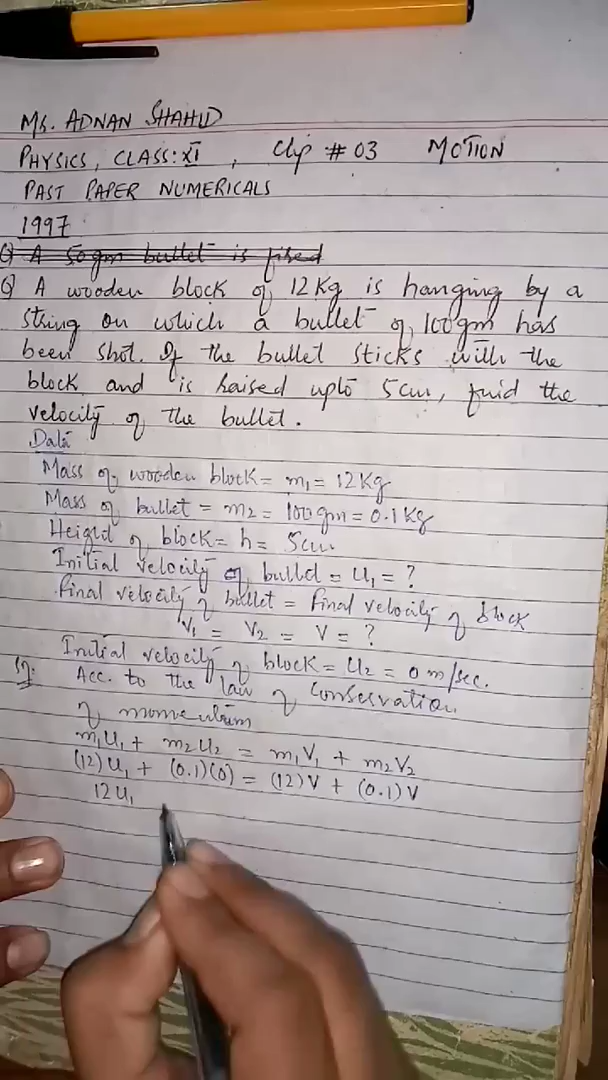 MS. ADNAN SHAHID
PHYSICS, CLASS: XI, Clip # 03 MOTION
PAST PAPER NUMERICALS
1997
Q A 50gm bullet is fired
Q A wooden block of 12 Kg is hanging by a
string on which a bullet of 100gm has
been shot. If the bullet sticks with the
block and is raised upto 5cm, find the
velocity of the bullet.
Data
Mass of wooden block = m₁ = 12 Kg
Mass of bullet = m₂ = 100 gm = 0.1 Kg
Height of block = h = 5cm
Initial velocity of bullet = U₁ = ?
Final velocity of bullet = Final velocity of block
V₁ = V₂ = V = ?
Initial velocity of block = U₂ = 0 m/sec.
Acc. to the law of conservation
of momentum
m₁U₁ + m₂U₂ = m₁V₁ + m₂V₂
(12)U₁ + (0.1)(0) = (12)V + (0.1)V
12U₁